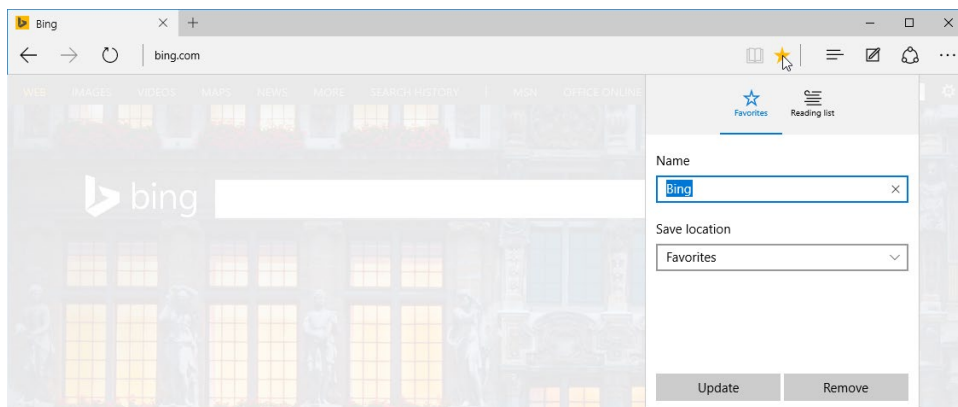 Bing
bing.com
WEB IMAGES VIDEOS MAPS NEWS MORE SEARCH HISTORY | MSN OFFICE ONLINE
Favorites Reading list
Name
bing
Bing
Save location
Favorites
Update Remove